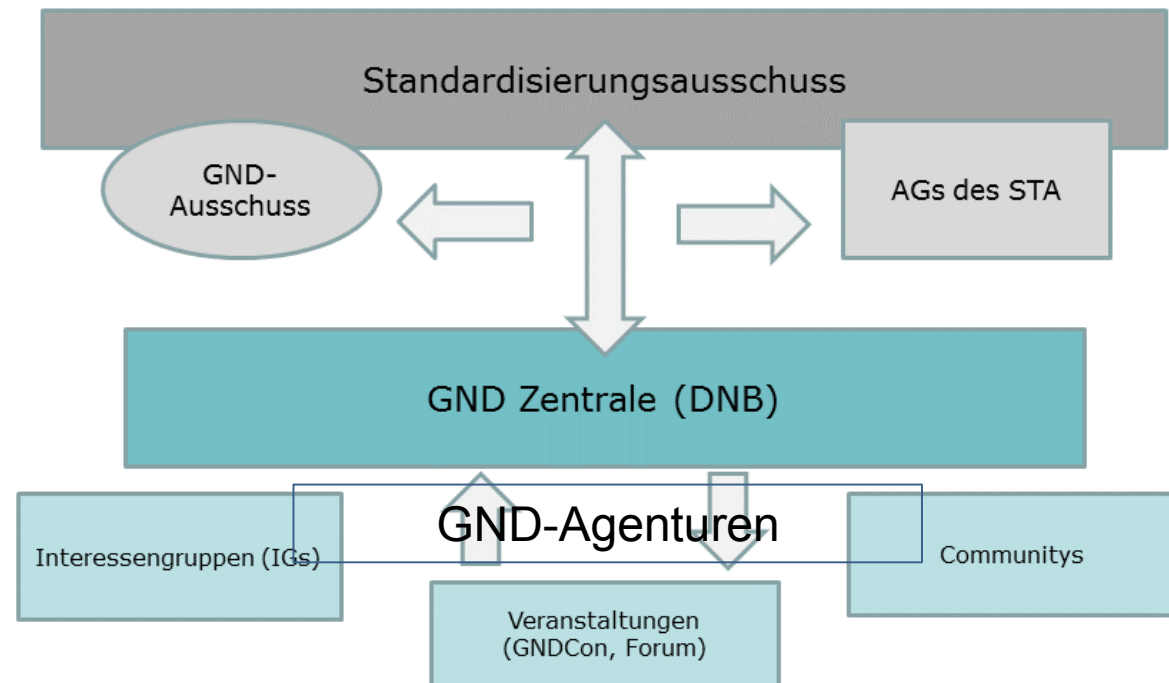 Standardisierungsausschuss
GND-
Ausschuss
AGs des STA
GND Zentrale (DNB)
GND-Agenturen
Interessengruppen (IGs)
Communitys
Veranstaltungen
(GNDCon, Forum)